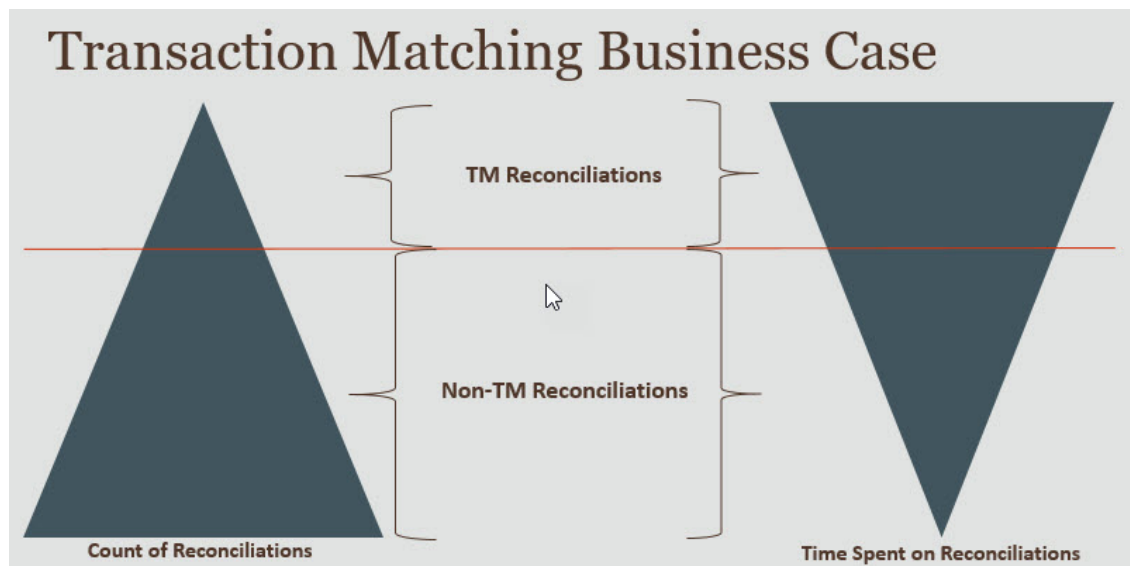 Transaction Matching Business Case
TM Reconciliations
Non-TM Reconciliations
Count of Reconciliations
Time Spent on Reconciliations